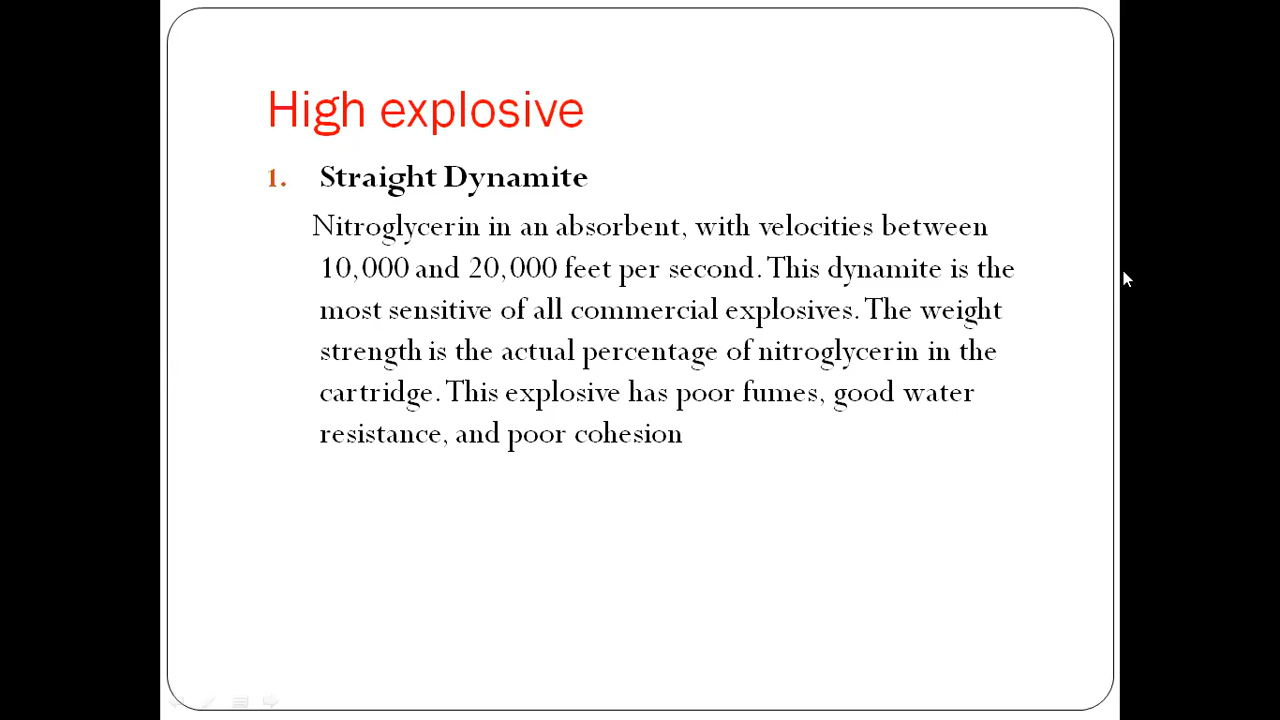 High explosive
1. Straight Dynamite
Nitroglycerin in an absorbent, with velocities between
10,000 and 20,000 feet per second. This dynamite is the
most sensitive of all commercial explosives. The weight
strength is the actual percentage of nitroglycerin in the
cartridge. This explosive has poor fumes, good water
resistance, and poor cohesion